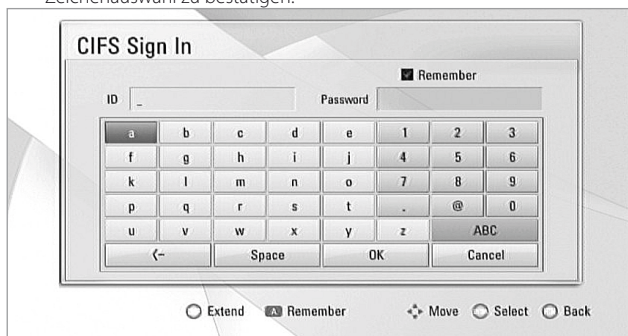 Zeichenauswahl zu bestätigen.
CIFS Sign In
Remember
ID _ Password
a b c d e 1 2 3
f g h i j 4 5 6
k l m n o 7 8 9
p q r s t . @ 0
u v w x y z ABC
<- Space OK Cancel
Extend A Remember Move Select Back